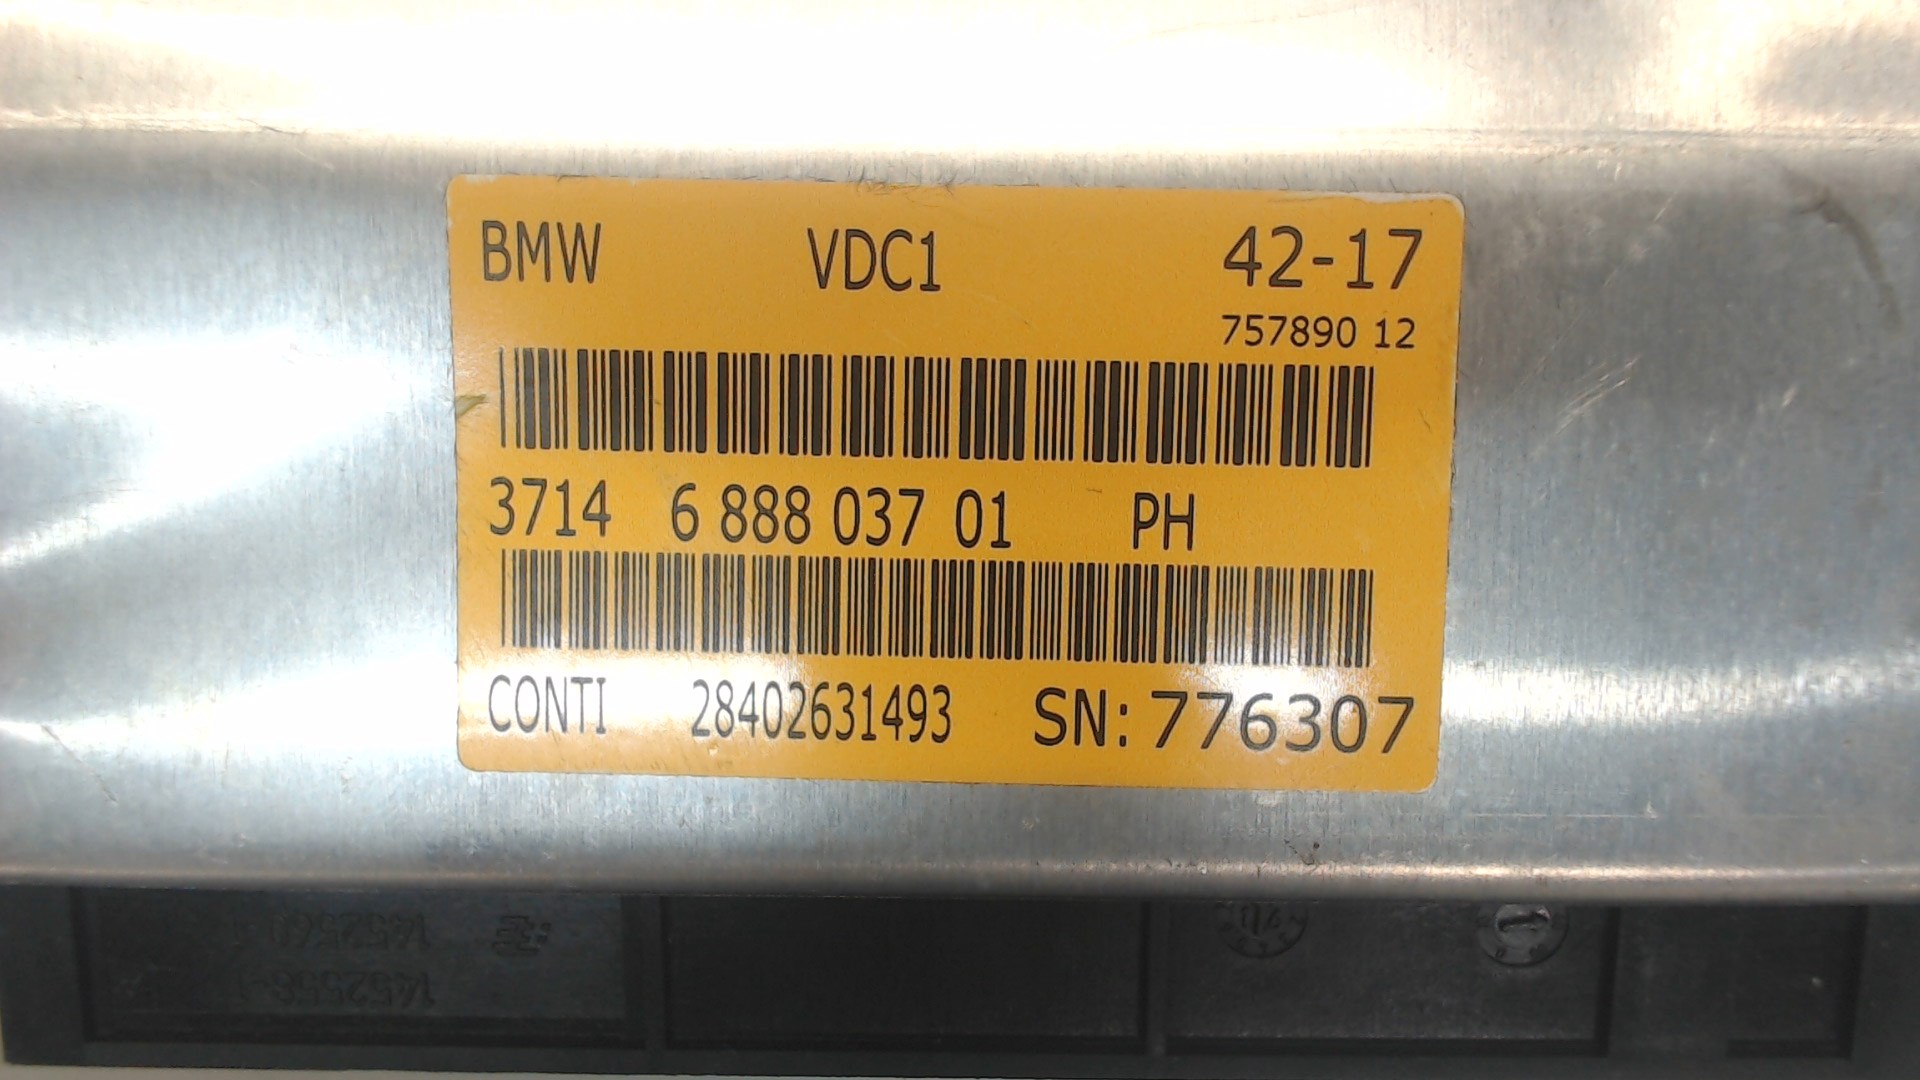 BMW VDC1 42-17
757890 12
3714 6 888 037 01 PH
CONTI 28402631493 SN: 776307